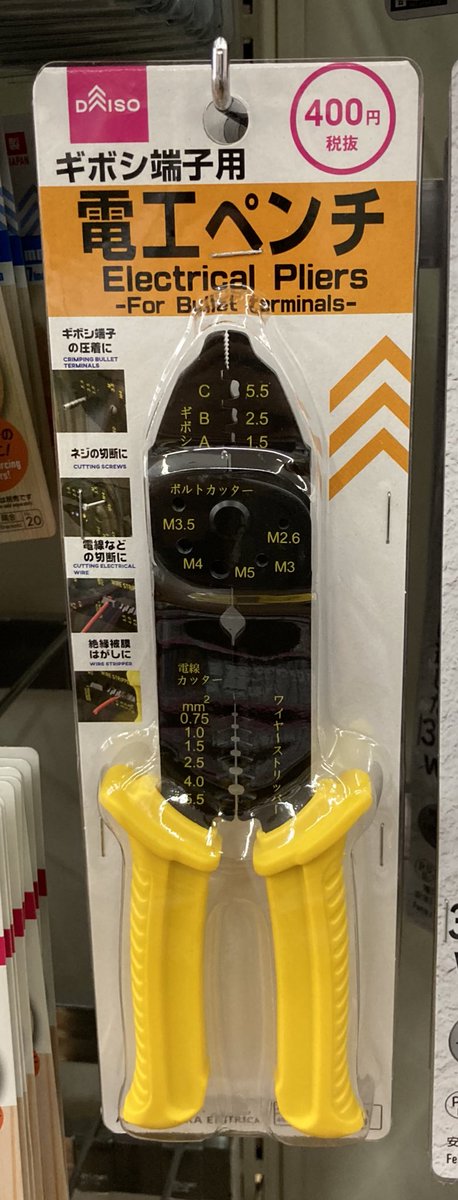 DAISO
400円
税抜
ギボシ端子用
電工ペンチ
Electrical Pliers
-For Bullet terminals-
ギボシ端子
の圧着に
CRIMPING BULLET
TERMINALS
ネジの切断に
CUTTING SCREWS
電線など
の切断に
CUTTING ELECTRICAL
WIRE
絶縁被膜
はがしに
WIRE STRIPPER
ギボシ
C 5.5
B 2.5
A 1.5
ボルトカッター
M3.5
M2.6
M4
M5
M3
電線
カッター
ワイヤーストリッパー
mm2
0.75
1.0
1.5
2.5
4.0
5.5
JAPAN
20